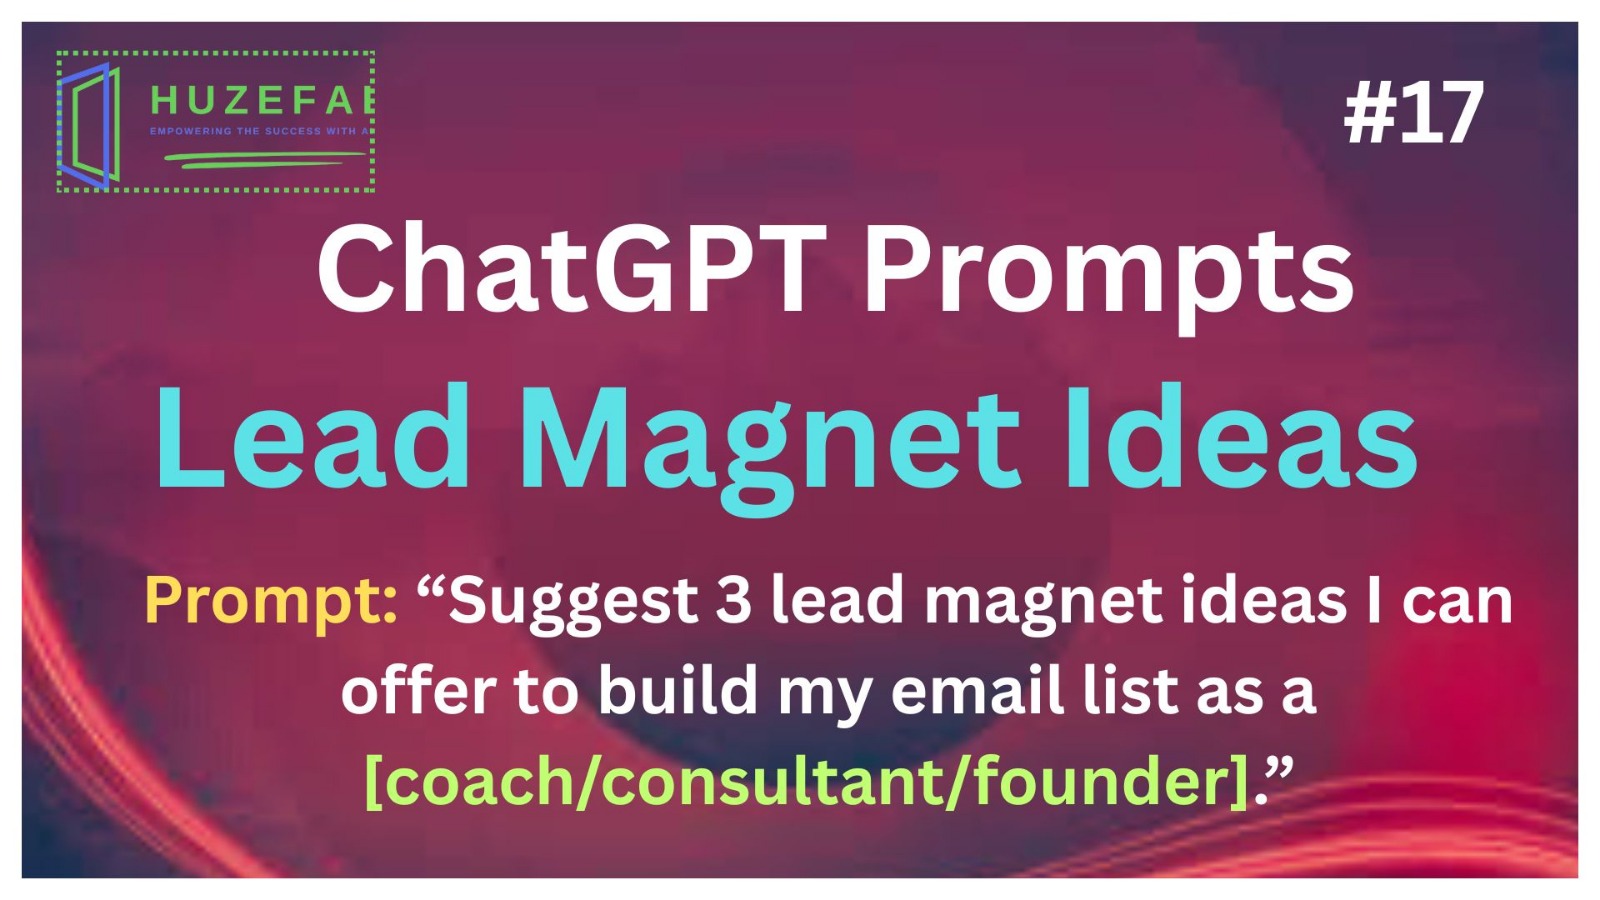 HUZEFAI
EMPOWERING THE SUCCESS WITH A
#17
ChatGPT Prompts
Lead Magnet Ideas
Prompt: “Suggest 3 lead magnet ideas I can
offer to build my email list as a
[coach/consultant/founder].”